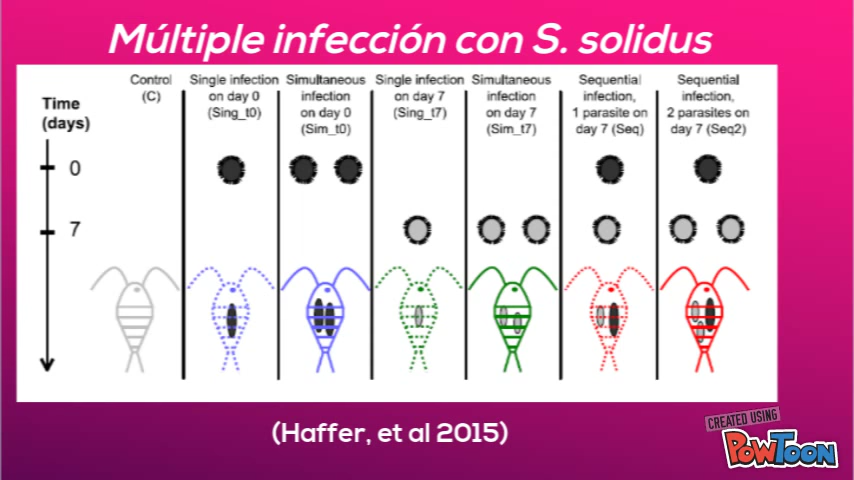 Múltiple infección con S. solidus
Time
(days)
Control
(C)
Single infection
on day 0
(Sing_t0)
Simultaneous
infection
on day 0
(Sim_t0)
Single infection
on day 7
(Sing_t7)
Simultaneous
infection
on day 7
(Sim_t7)
Sequential
infection,
1 parasite on
day 7 (Seq)
Sequential
infection,
2 parasites on
day 7 (Seq2)
0
7
(Haffer, et al 2015)
CREATED USING
POWTOON